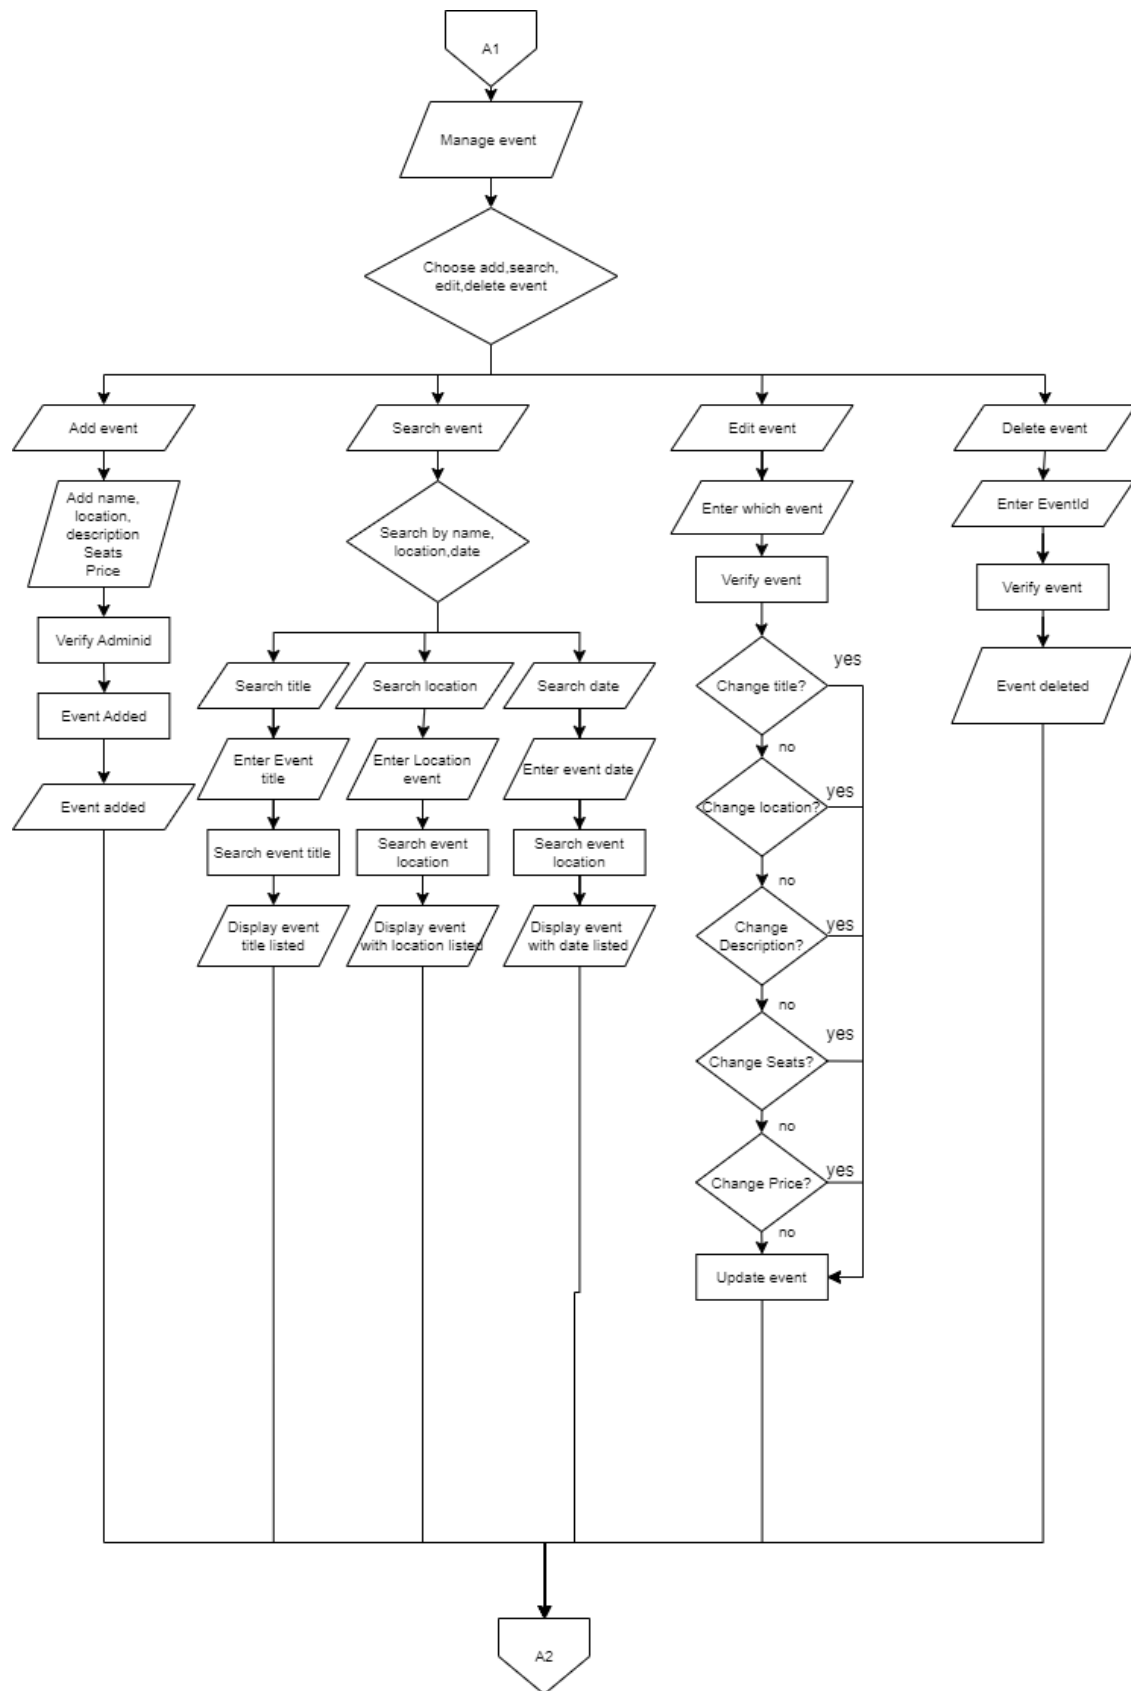 A1
Manage event
Choose add,search,
edit,delete event
Add event
Search event
Edit event
Delete event
Add name,
location,
description
Seats
Price
Search by name,
location,date
Enter which event
Enter EventId
Verify event
Verify event
Verify Adminid
Event Added
Event added
Search title
Search location
Search date
Enter Event
title
Enter Location
event
Enter event date
Search event title
Search event
location
Search event
location
Display event
title listed
Display event
with location listed
Display event
with date listed
Change title?
yes
no
Change location?
yes
no
Change
Description?
yes
no
Change Seats?
yes
no
Change Price?
yes
no
Update event
Event deleted
A2